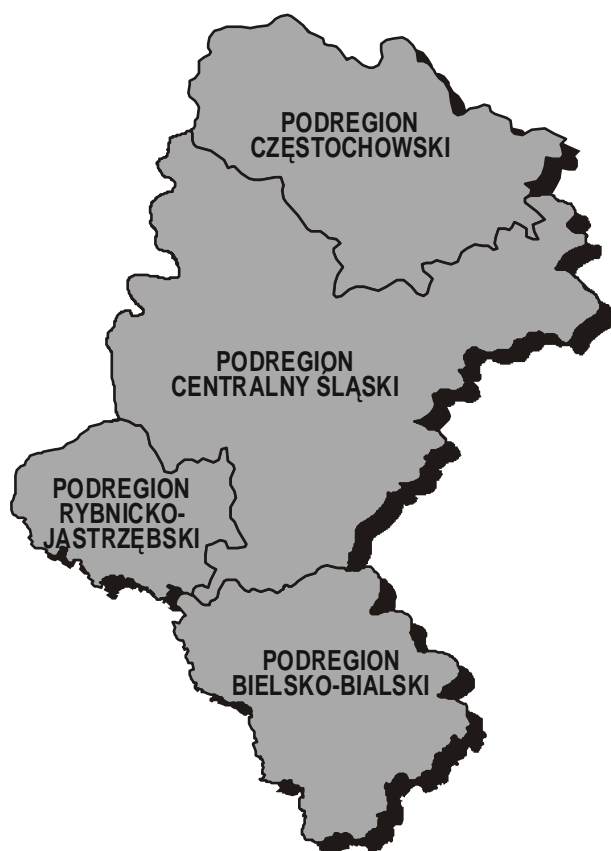 PODREGION
CZĘSTOCHOWSKI
PODREGION
CENTRALNY ŚLĄSKI
PODREGION
RYBNICKO-
JASTRZĘBSKI
PODREGION
BIELSKO-BIALSKI